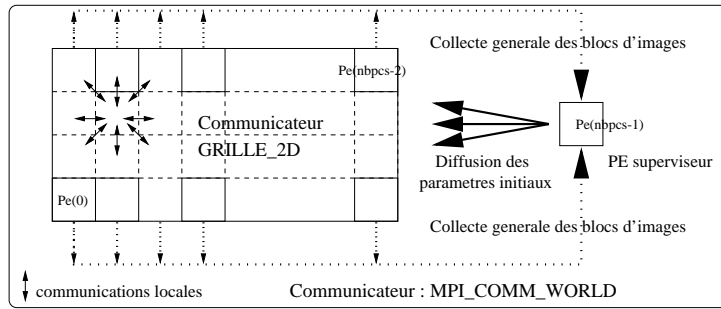 Collecte generale des blocs d'images
Pe(nbpcs-2)
Communicateur
GRILLE_2D
Pe(nbpcs-1)
Diffusion des
parametres initiaux
PE superviseur
Pe(0)
Collecte generale des blocs d'images
communications locales
Communicateur : MPI_COMM_WORLD